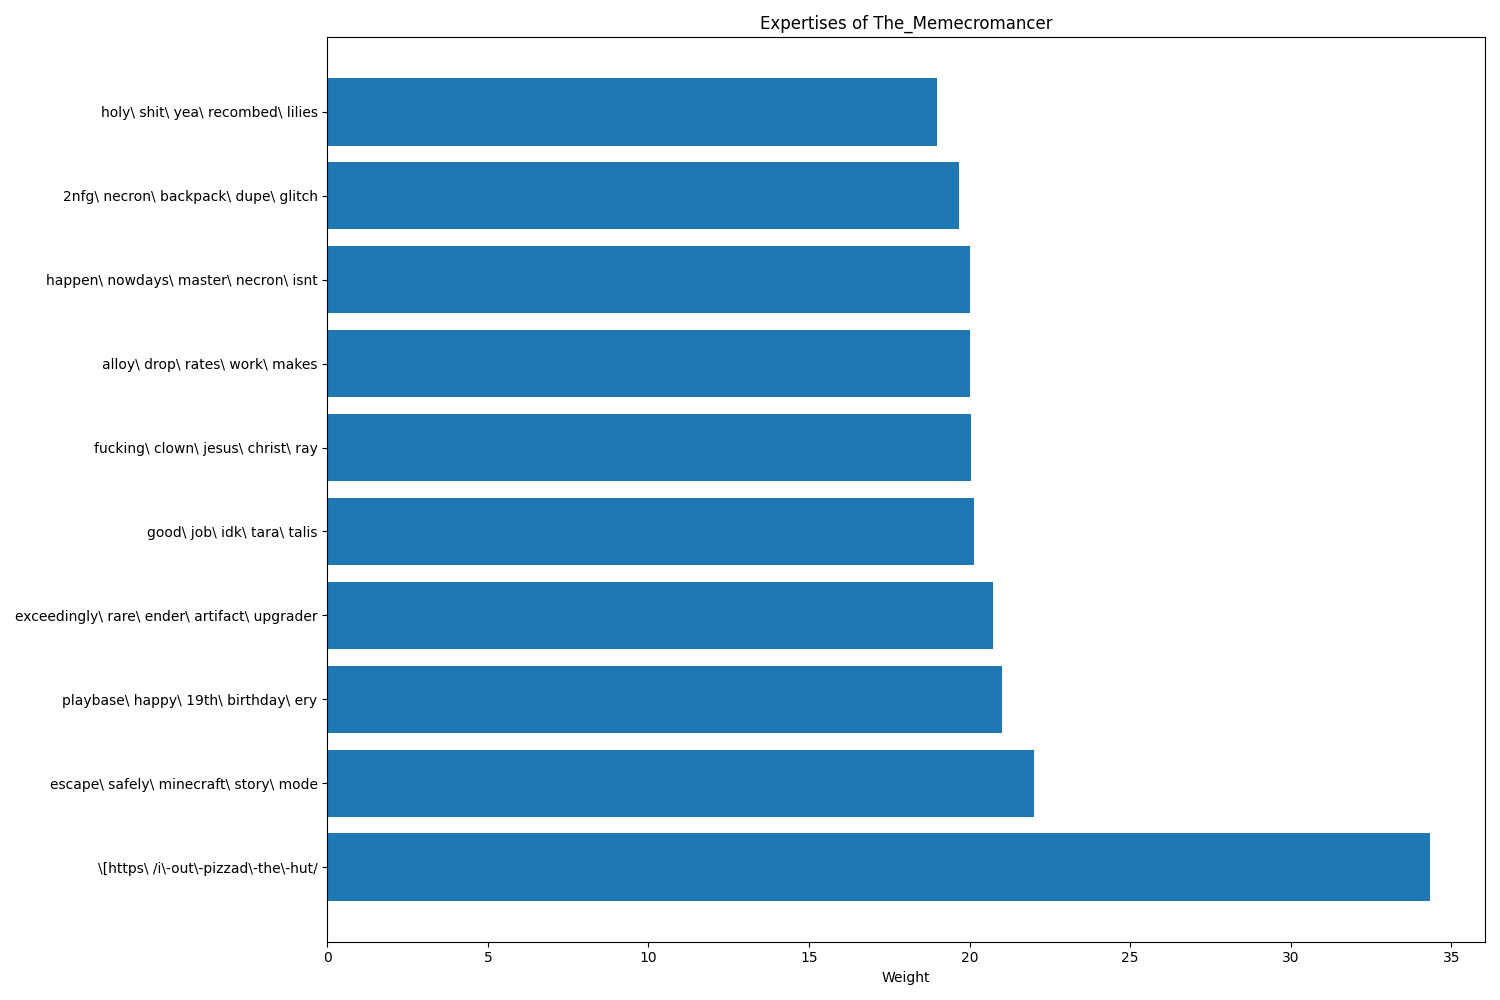 Expertises of The_Memecromancer
holy\ shit\ yea\ recombed\ lilies
2nfg\ necron\ backpack\ dupe\ glitch
happen\ nowdays\ master\ necron\ isnt
alloy\ drop\ rates\ work\ makes
fucking\ clown\ jesus\ christ\ ray
good\ job\ idk\ tara\ talis
exceedingly\ rare\ ender\ artifact\ upgrader
playbase\ happy\ 19th\ birthday\ ery
escape\ safely\ minecraft\ story\ mode
\[https\ /i\-out\-pizzad\-the\-hut/
0 5 10 15 20 25 30 35
Weight